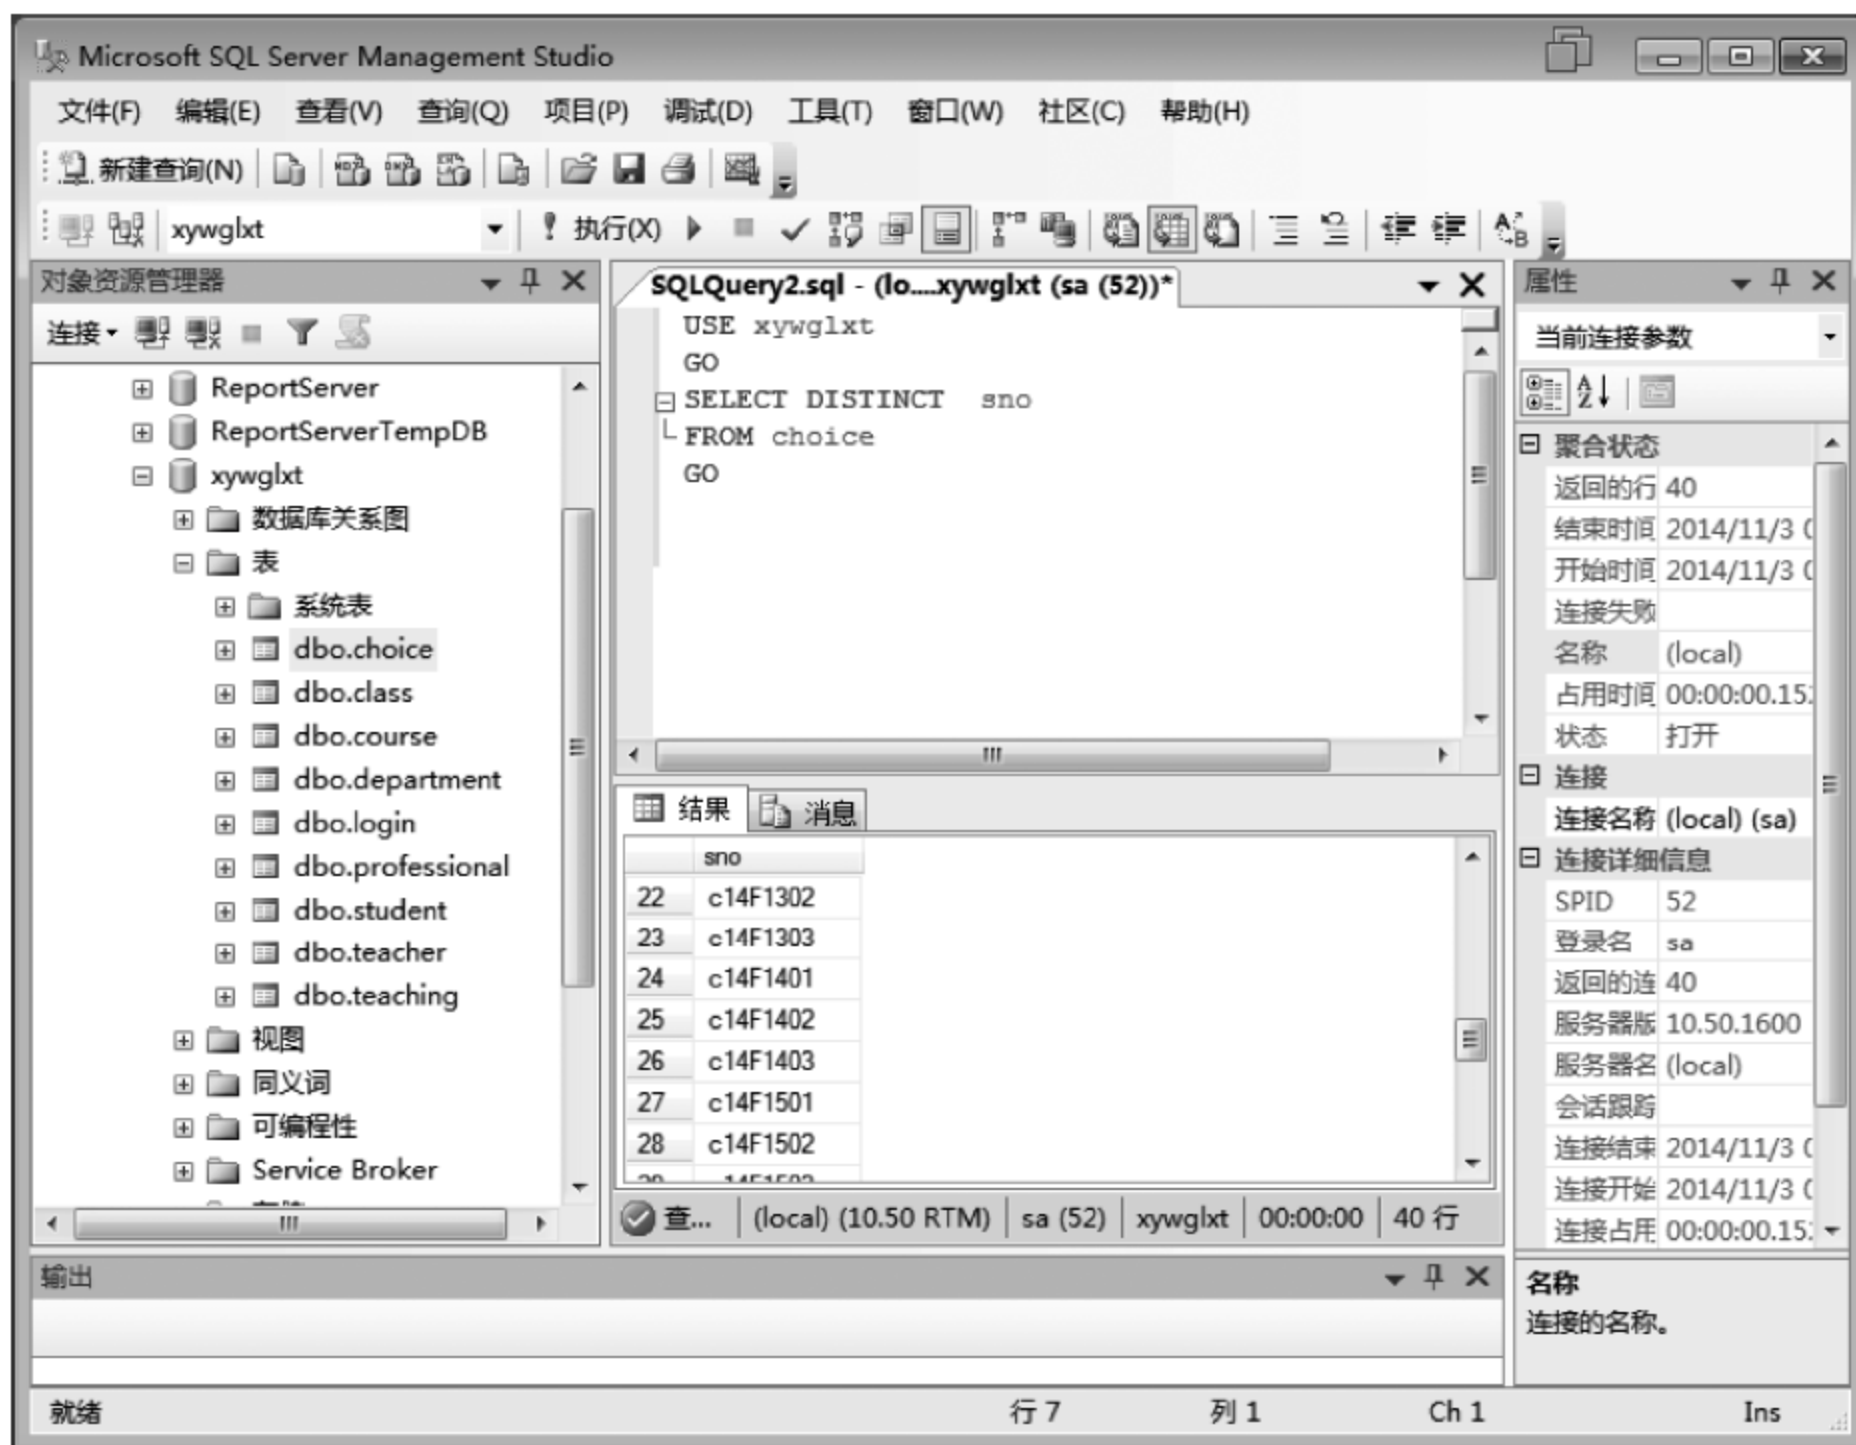 Microsoft SQL Server Management Studio
文件(F) 编辑(E) 查看(V) 查询(Q) 项目(P) 调试(D) 工具(T) 窗口(W) 社区(C) 帮助(H)
新建查询(N)
xywglxt 执行(X)
对象资源管理器
连接
ReportServer
ReportServerTempDB
xywglxt
数据库关系图
表
系统表
dbo.choice
dbo.class
dbo.course
dbo.department
dbo.login
dbo.professional
dbo.student
dbo.teacher
dbo.teaching
视图
同义词
可编程性
Service Broker
SQLQuery2.sql - (lo....xywglxt (sa (52))*
USE xywglxt
GO
SELECT DISTINCT sno
FROM choice
GO
结果 消息
sno
22 c14F1302
23 c14F1303
24 c14F1401
25 c14F1402
26 c14F1403
27 c14F1501
28 c14F1502
查... (local) (10.50 RTM) sa (52) xywglxt 00:00:00 40 行
属性
当前连接参数
聚合状态
返回的行 40
结束时间 2014/11/3
开始时间 2014/11/3
连接失败
名称 (local)
占用时间 00:00:00.15
状态 打开
连接
连接名称 (local) (sa)
连接详细信息
SPID 52
登录名 sa
返回的连 40
服务器版 10.50.1600
服务器名 (local)
会话跟踪
连接结束 2014/11/3
连接开始 2014/11/3
连接占用 00:00:00.15
名称
连接的名称。
输出
就绪 行 7 列 1 Ch 1 Ins